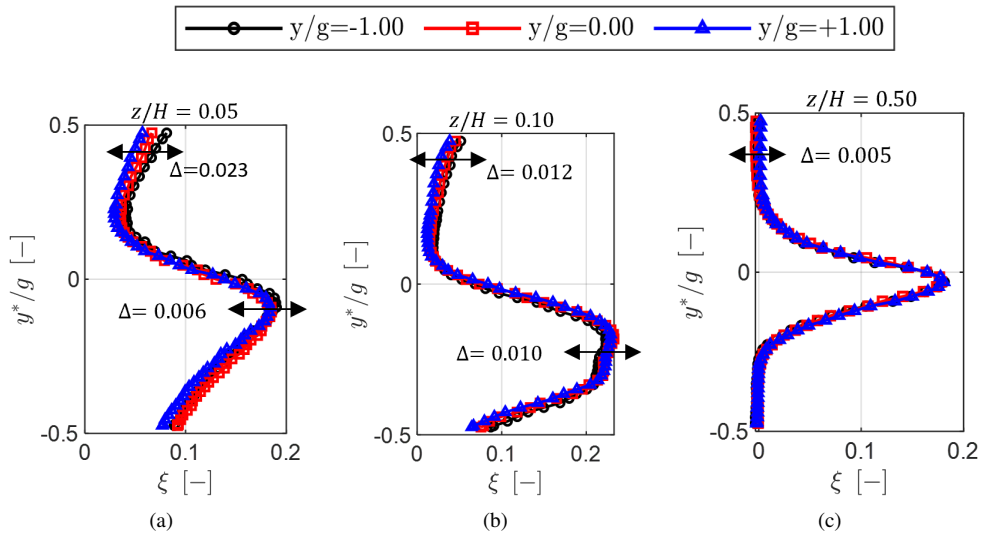 y/g=-1.00 y/g=0.00 y/g=+1.00
z/H = 0.05
0.5
Δ=0.023
0
Δ= 0.006
-0.5
0 0.1 0.2
y*/g [−]
ξ [−]
(a)
z/H = 0.10
0.5
Δ= 0.012
0
Δ= 0.010
-0.5
0 0.1 0.2
y*/g [−]
ξ [−]
(b)
z/H = 0.50
0.5
Δ= 0.005
0
-0.5
0 0.1 0.2
y*/g [−]
ξ [−]
(c)